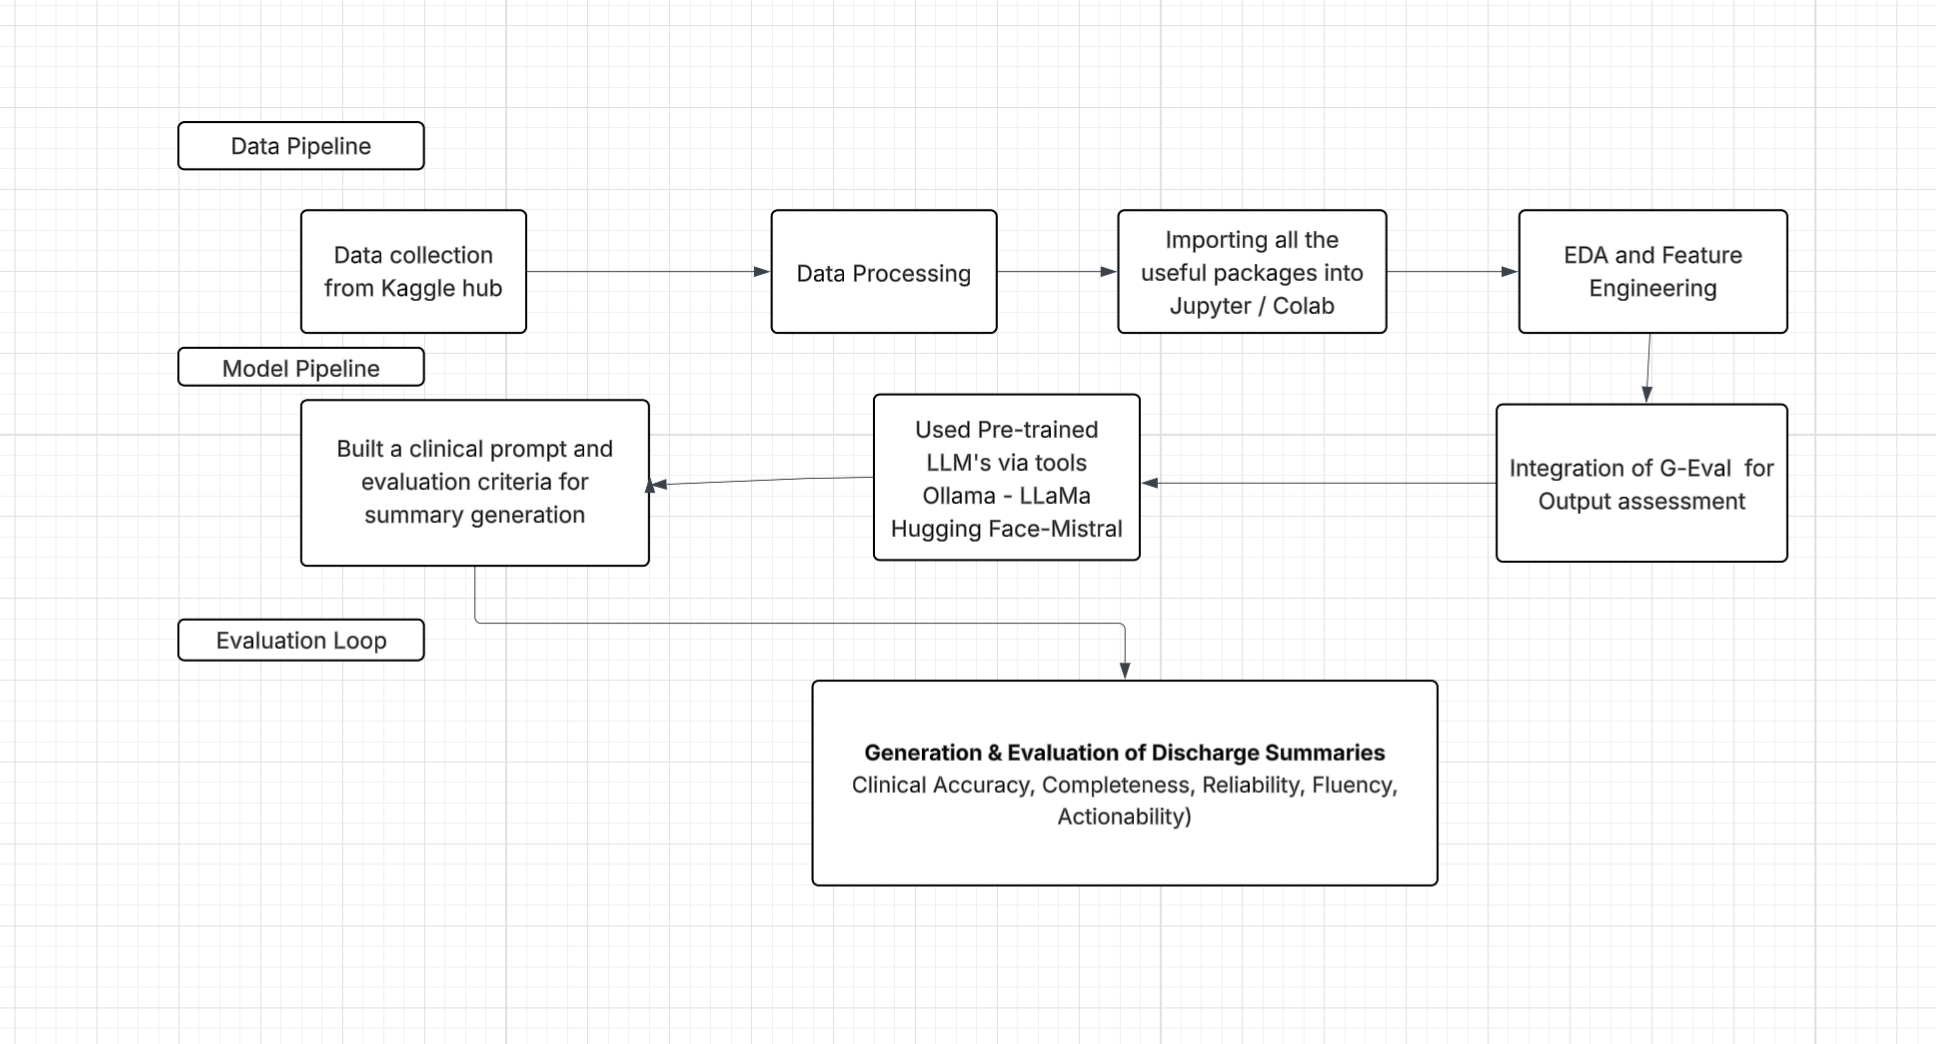 Data Pipeline
Data collection
from Kaggle hub
Data Processing
Importing all the
useful packages into
Jupyter / Colab
EDA and Feature
Engineering
Model Pipeline
Built a clinical prompt and
evaluation criteria for
summary generation
Used Pre-trained
LLM's via tools
Ollama - LLaMa
Hugging Face-Mistral
Integration of G-Eval  for
Output assessment
Evaluation Loop
Generation & Evaluation of Discharge Summaries
Clinical Accuracy, Completeness, Reliability, Fluency,
Actionability)